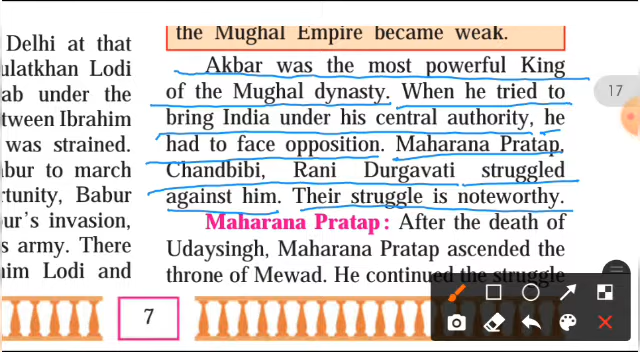 the Mughal Empire became weak.
Delhi at that
ulatkhan Lodi
ab under the
tween Ibrahim
was strained.
bur to march
rtunity, Babur
ur's invasion,
s army. There
him Lodi and
Akbar was the most powerful King
of the Mughal dynasty. When he tried to
bring India under his central authority, he
had to face opposition. Maharana Pratap,
Chandbibi, Rani Durgavati struggled
against him. Their struggle is noteworthy.
Maharana Pratap : After the death of
Udaysingh, Maharana Pratap ascended the
throne of Mewad. He continued the struggle
7
17